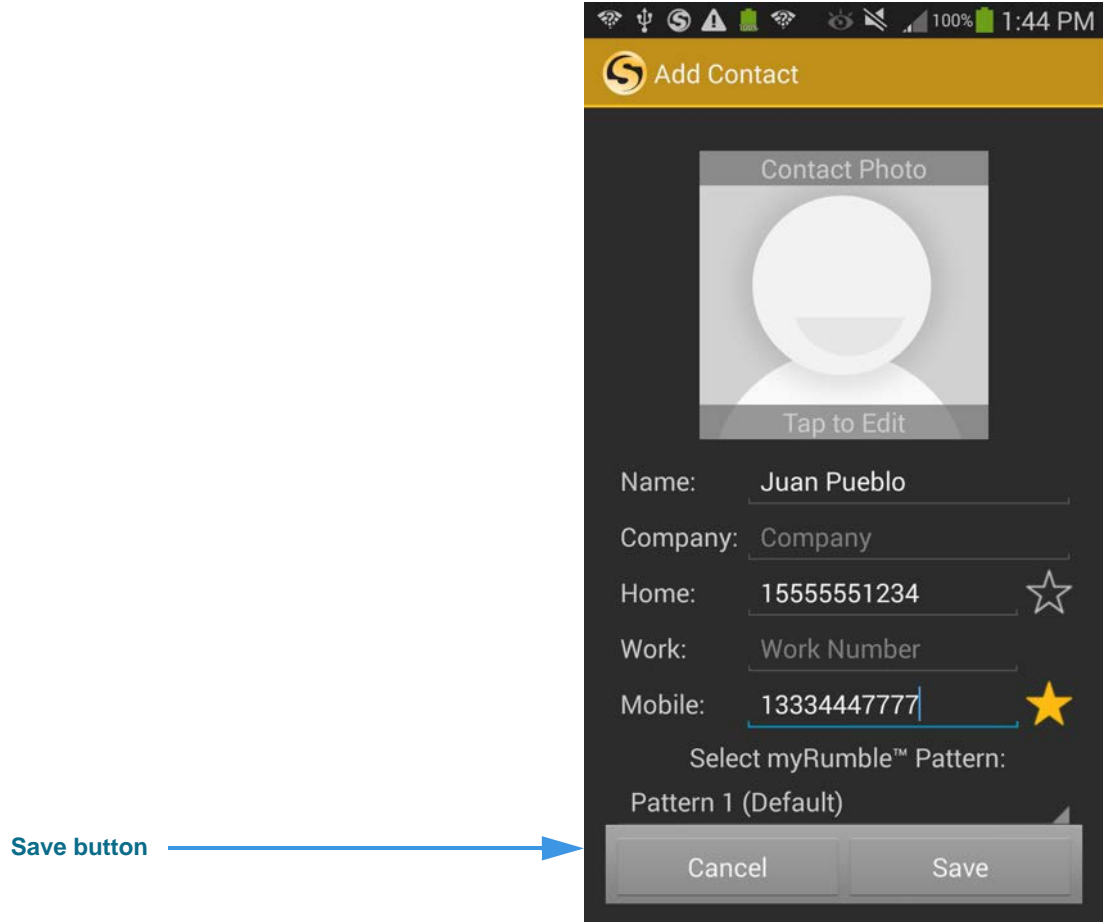 100% 100% 1:44 PM
S Add Contact
Contact Photo
Tap to Edit
Name: Juan Pueblo
Company: Company
Home: 15555551234
Work: Work Number
Mobile: 13334447777
Select myRumble™ Pattern:
Pattern 1 (Default)
Save button
Cancel Save